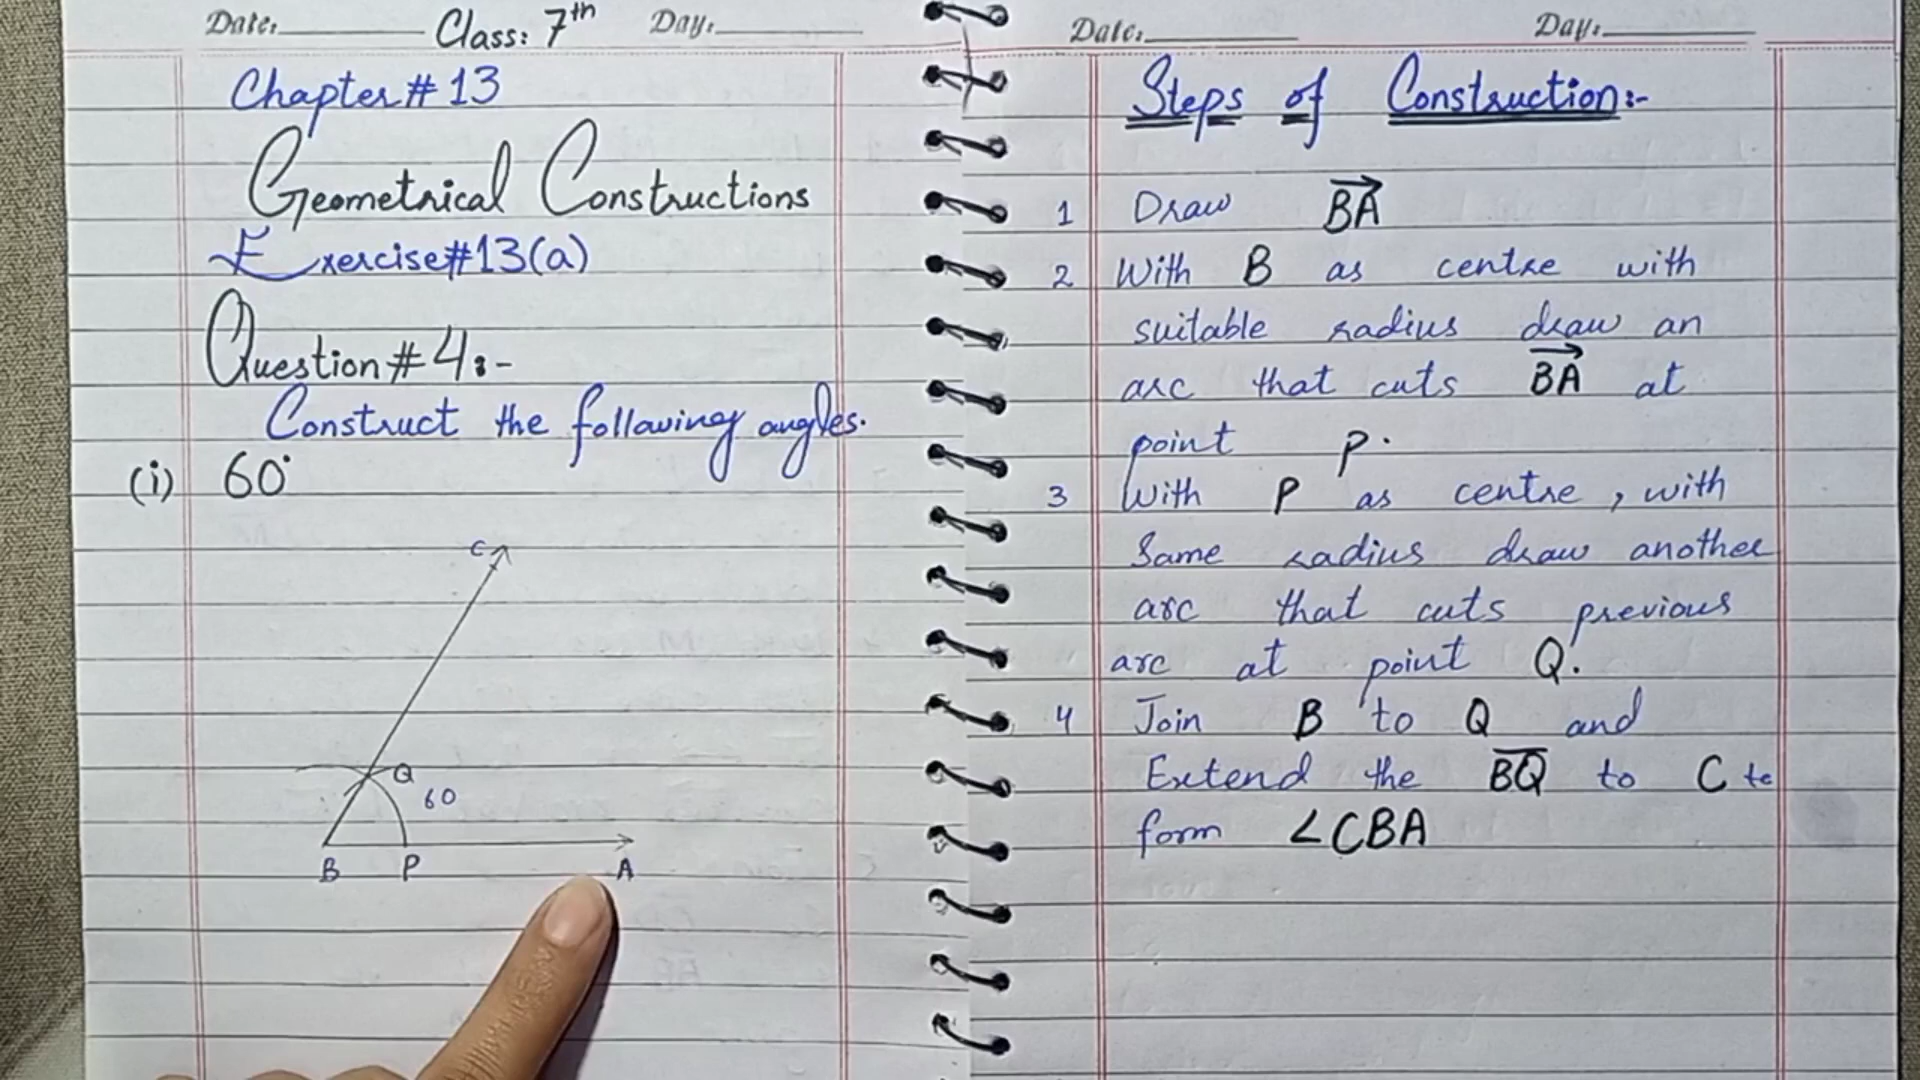 Date: Class: 7th Day:
Chapter # 13
Geometrical Constructions
Exercise#13(a)
Question # 4:-
Construct the following angles.
(i) 60°
C
Q
60
B P A
Date: Day:
Steps of Construction:-
1 Draw BA
2 With B as centre with
suitable radius draw an
arc that cuts BA at
point P.
3 With P as centre, with
Same radius draw another
arc that cuts previous
arc at point Q.
4 Join B to Q and
Extend the BQ to C to
form ∠CBA